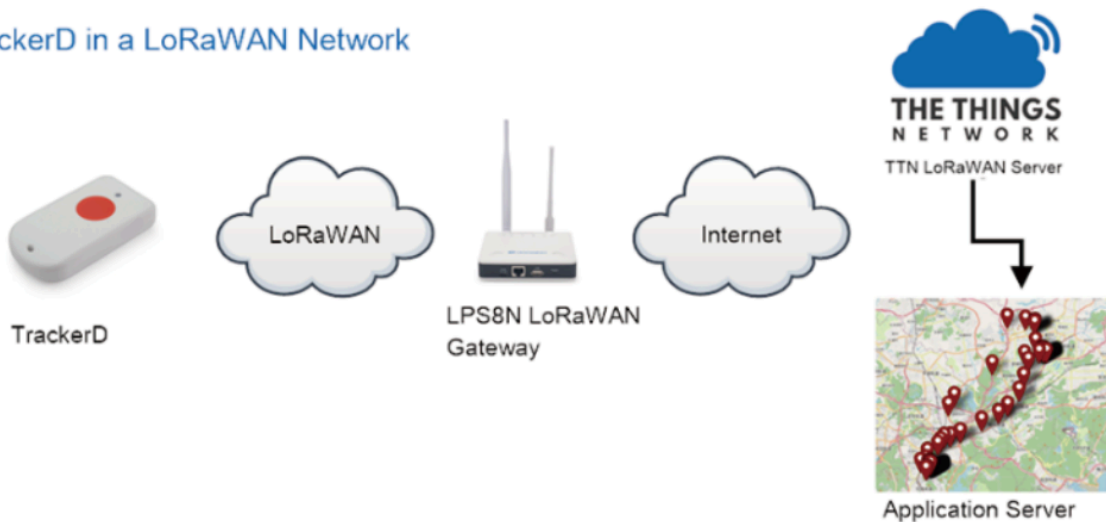 ckerD in a LoRaWAN Network
THE THINGS
NETWORK
TTN LoRaWAN Server
LoRaWAN
Internet
TrackerD
LPS8N LoRaWAN
Gateway
Application Server